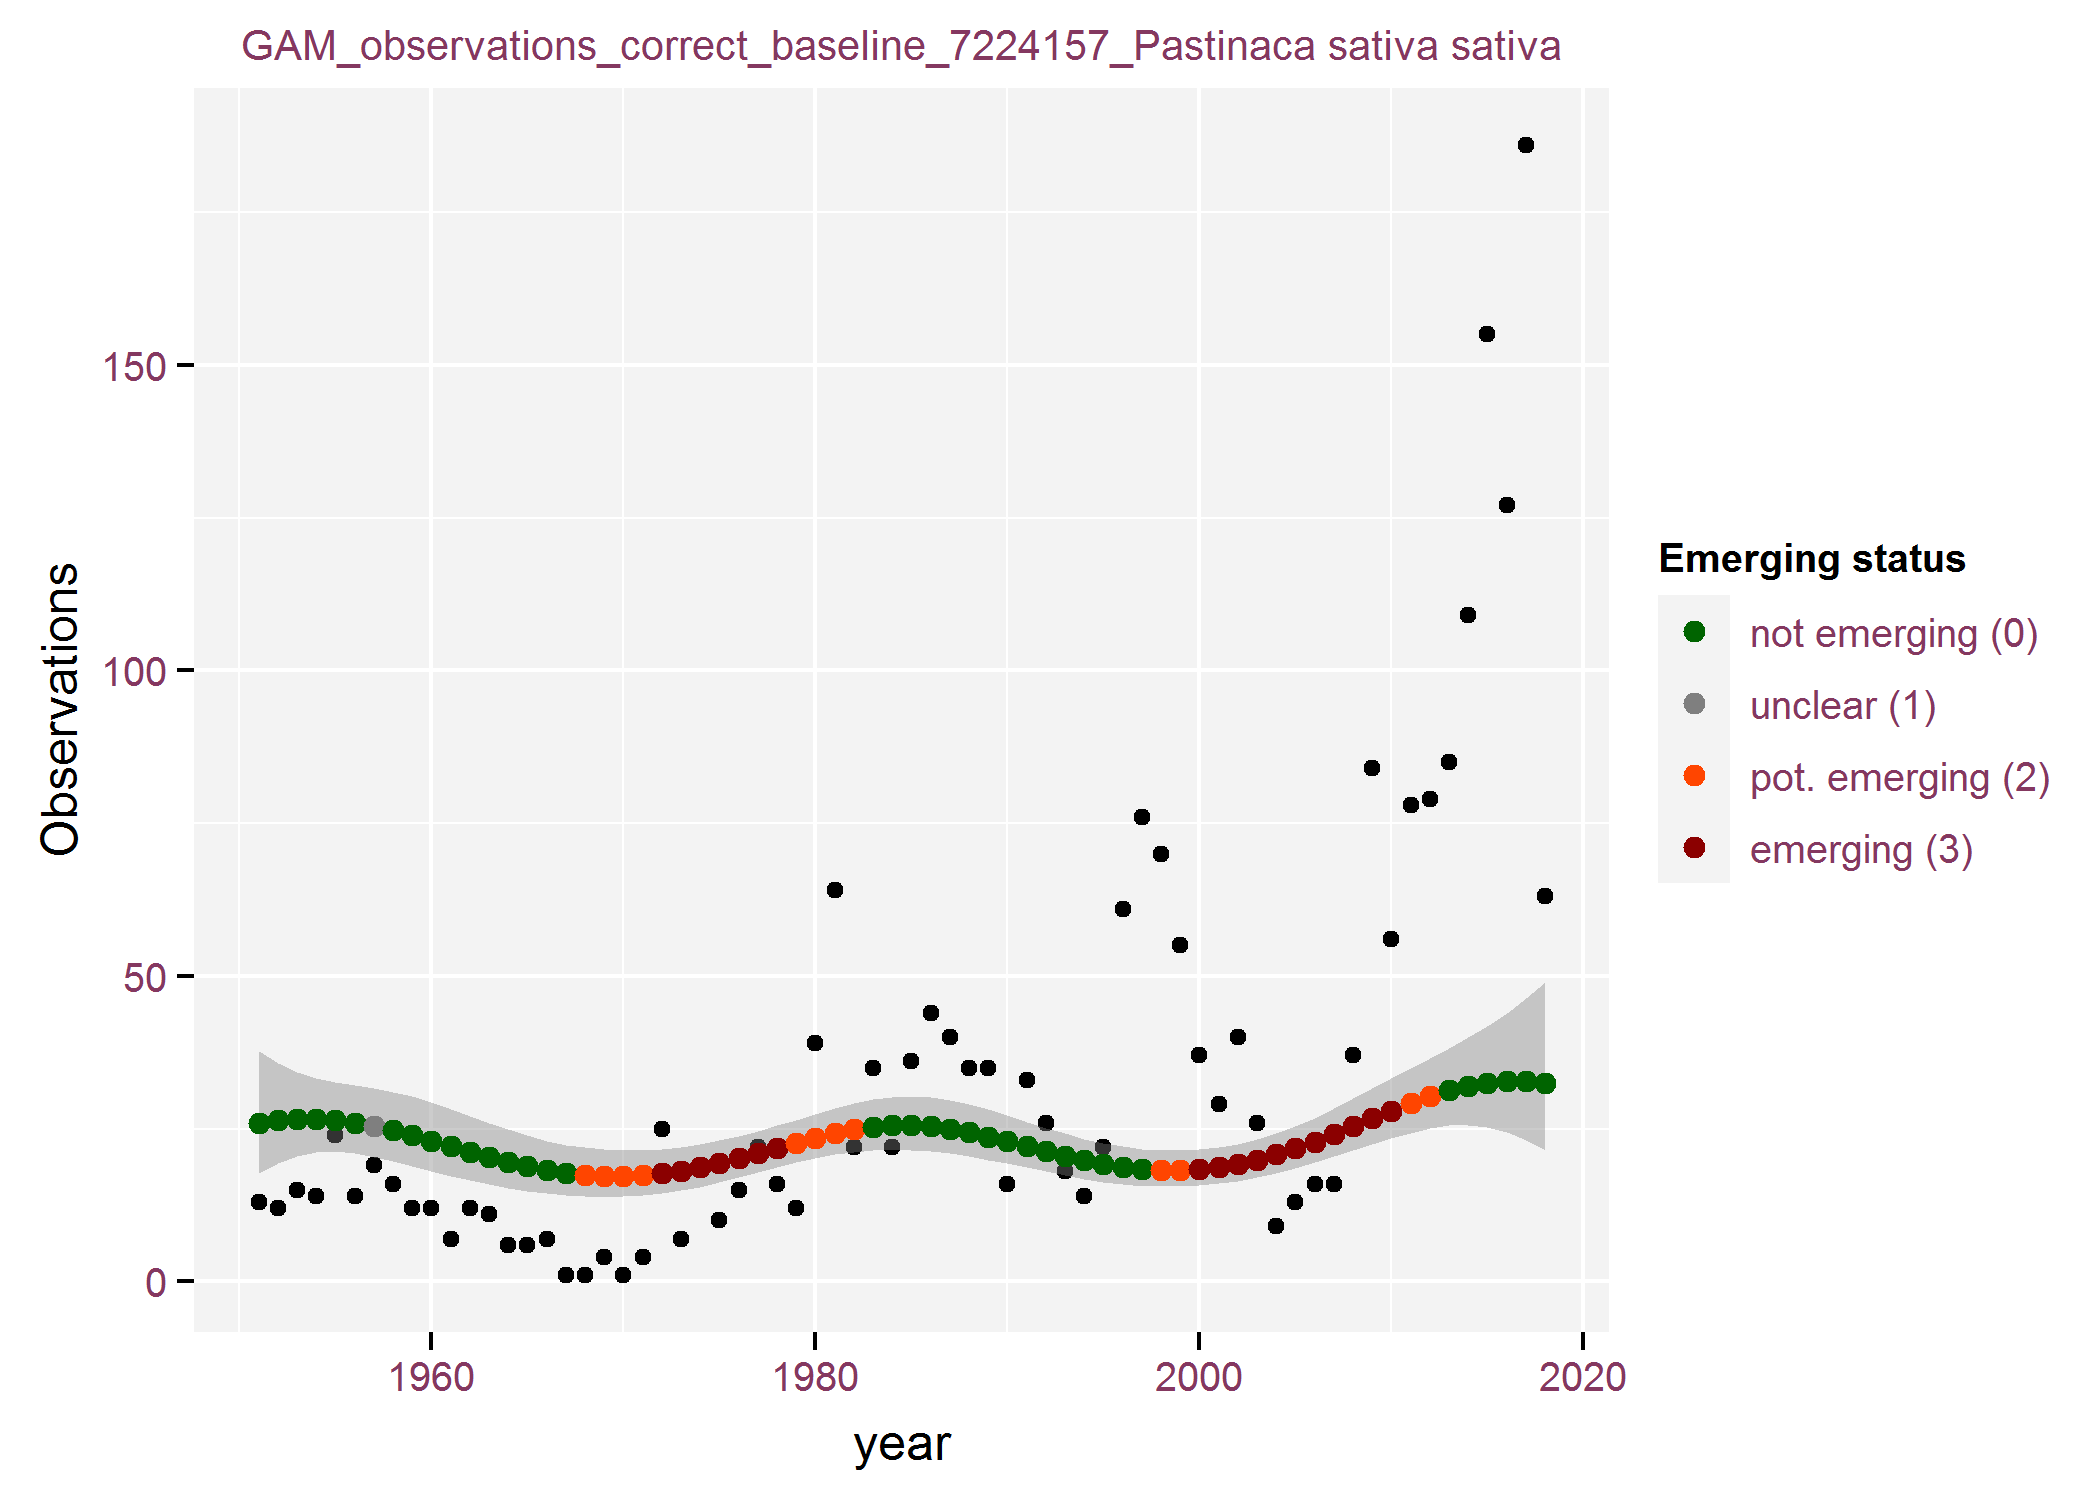 GAM_observations_correct_baseline_7224157_Pastinaca sativa sativa
Observations
150
100
50
0
1960 1980 2000 2020
year
Emerging status
not emerging (0)
unclear (1)
pot. emerging (2)
emerging (3)